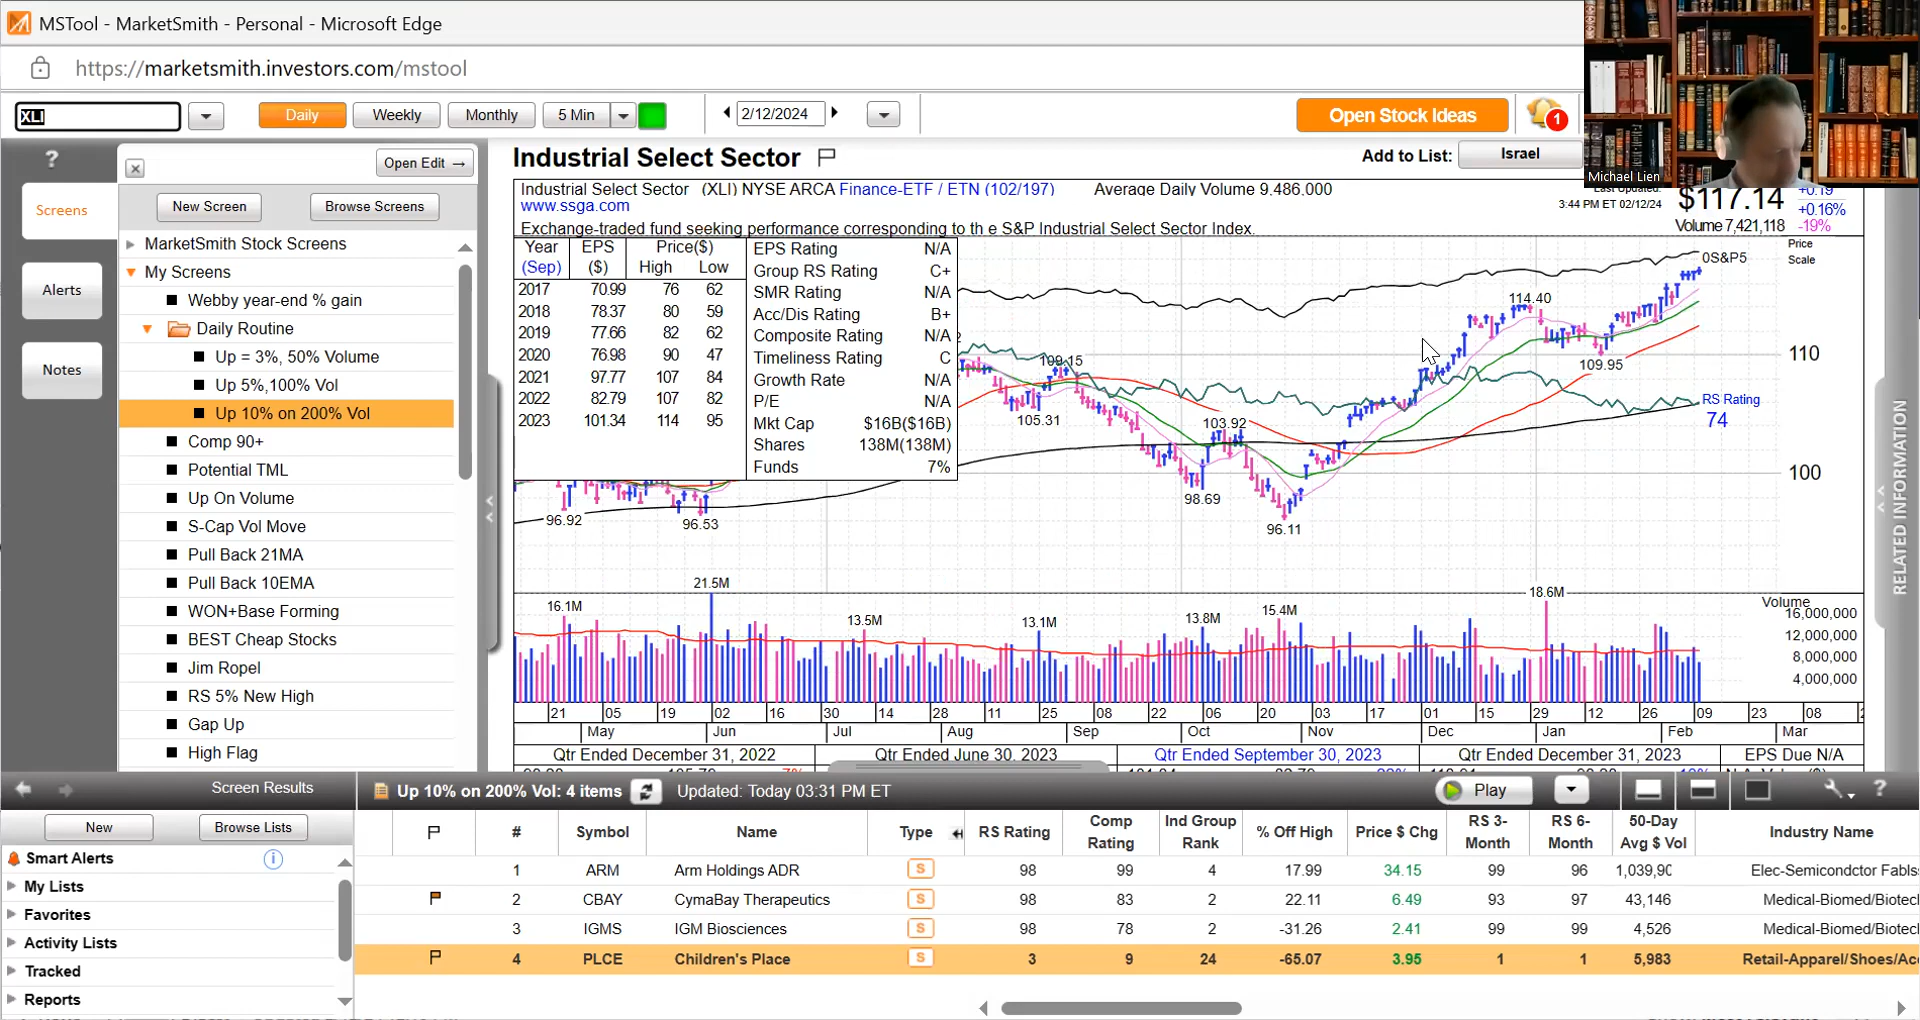 MSTool - MarketSmith - Personal - Microsoft Edge
https://marketsmith.investors.com/mstool
XLI
Daily
Weekly
Monthly
5 Min
2/12/2024
Open Stock Ideas
1
Michael Lien
?
Screens
Alerts
Notes
Open Edit →
New Screen
Browse Screens
MarketSmith Stock Screens
My Screens
Webby year-end % gain
Daily Routine
Up = 3%, 50% Volume
Up 5%,100% Vol
Up 10% on 200% Vol
Comp 90+
Potential TML
Up On Volume
S-Cap Vol Move
Pull Back 21MA
Pull Back 10EMA
WON+Base Forming
BEST Cheap Stocks
Jim Ropel
RS 5% New High
Gap Up
High Flag
Industrial Select Sector
Add to List:
Israel
Industrial Select Sector (XLI) NYSE ARCA Finance-ETF / ETN (102/197) Average Daily Volume 9,486,000
www.ssga.com
Exchange-traded fund seeking performance corresponding to th e S&P Industrial Select Sector Index.
Last Updated:
3:44 PM ET 02/12/24
$117.14
+0.19
+0.16%
Volume 7,421,118 -19%
Year EPS Price($)
(Sep) ($) High Low
2017 70.99 76 62
2018 78.37 80 59
2019 77.66 82 62
2020 76.98 90 47
2021 97.77 107 84
2022 82.79 107 82
2023 101.34 114 95
EPS Rating N/A
Group RS Rating C+
SMR Rating N/A
Acc/Dis Rating B+
Composite Rating N/A
Timeliness Rating C
Growth Rate N/A
P/E N/A
Mkt Cap $16B($16B)
Shares 138M(138M)
Funds 7%
Price
Scale
0S&P5
114.40
109.15
109.95
110
105.31
103.92
RS Rating
74
98.69
100
96.92
96.53
96.11
21.5M
16.1M
13.5M
13.1M
13.8M
15.4M
18.6M
Volume
16,000,000
12,000,000
8,000,000
4,000,000
21 05 19 02 16 30 14 28 11 25 08 22 06 20 03 17 01 15 29 12 26 09 23 08
May Jun Jul Aug Sep Oct Nov Dec Jan Feb Mar
Qtr Ended December 31, 2022 Qtr Ended June 30, 2023 Qtr Ended September 30, 2023 Qtr Ended December 31, 2023 EPS Due N/A
RELATED INFORMATION
Screen Results
Up 10% on 200% Vol: 4 items
Updated: Today 03:31 PM ET
Play
?
New
Browse Lists
Smart Alerts
i
My Lists
Favorites
Activity Lists
Tracked
Reports
# Symbol Name Type RS Rating Comp Rating Ind Group Rank % Off High Price $ Chg RS 3-Month RS 6-Month 50-Day Avg $ Vol Industry Name
1 ARM Arm Holdings ADR S 98 99 4 17.99 34.15 99 96 1,039,90 Elec-Semiconductor Fabls
2 CBAY CymaBay Therapeutics S 98 83 2 22.11 6.49 93 97 43,146 Medical-Biomed/Biotecl
3 IGMS IGM Biosciences S 98 78 2 -31.26 2.41 99 99 4,526 Medical-Biomed/Biotecl
4 PLCE Children's Place S 3 9 24 -65.07 3.95 1 1 5,983 Retail-Apparel/Shoes/Acc